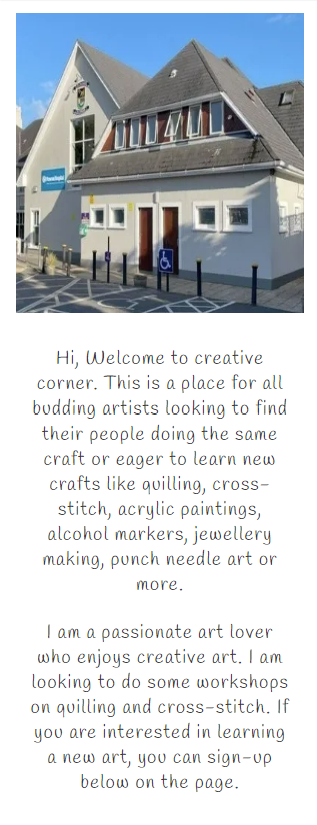 Hi, Welcome to creative
corner. This is a place for all
budding artists looking to find
their people doing the same
craft or eager to learn new
crafts like quilling, cross-
stitch, acrylic paintings,
alcohol markers, jewellery
making, punch needle art or
more.
I am a passionate art lover
who enjoys creative art. I am
looking to do some workshops
on quilling and cross-stitch. If
you are interested in learning
a new art, you can sign-up
below on the page.